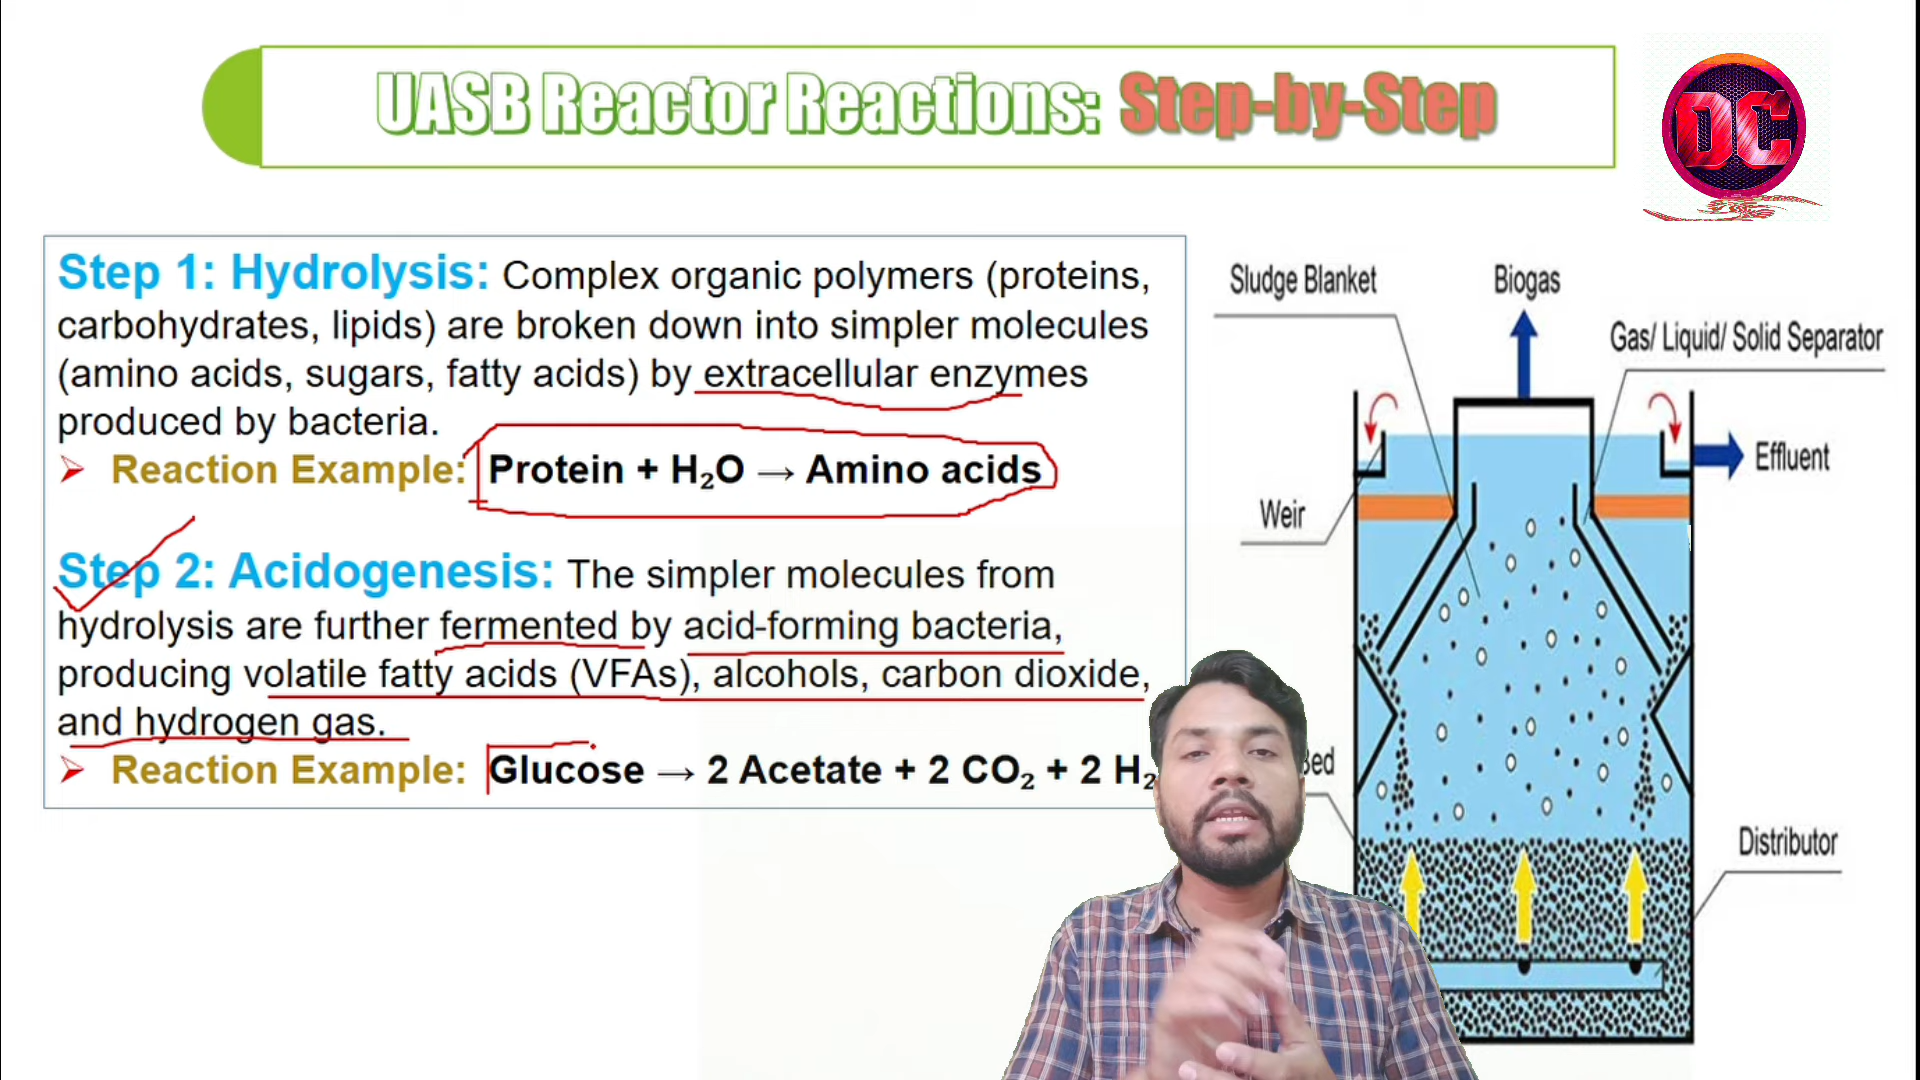 UASB Reactor Reactions: Step-by-Step
DC
Step 1: Hydrolysis: Complex organic polymers (proteins,
carbohydrates, lipids) are broken down into simpler molecules
(amino acids, sugars, fatty acids) by extracellular enzymes
produced by bacteria.
Reaction Example: Protein + H₂O → Amino acids
Step 2: Acidogenesis: The simpler molecules from
hydrolysis are further fermented by acid-forming bacteria,
producing volatile fatty acids (VFAs), alcohols, carbon dioxide,
and hydrogen gas.
Reaction Example: Glucose → 2 Acetate + 2 CO₂ + 2 H₂
Sludge Blanket
Biogas
Gas/ Liquid/ Solid Separator
Effluent
Weir
Bed
Distributor